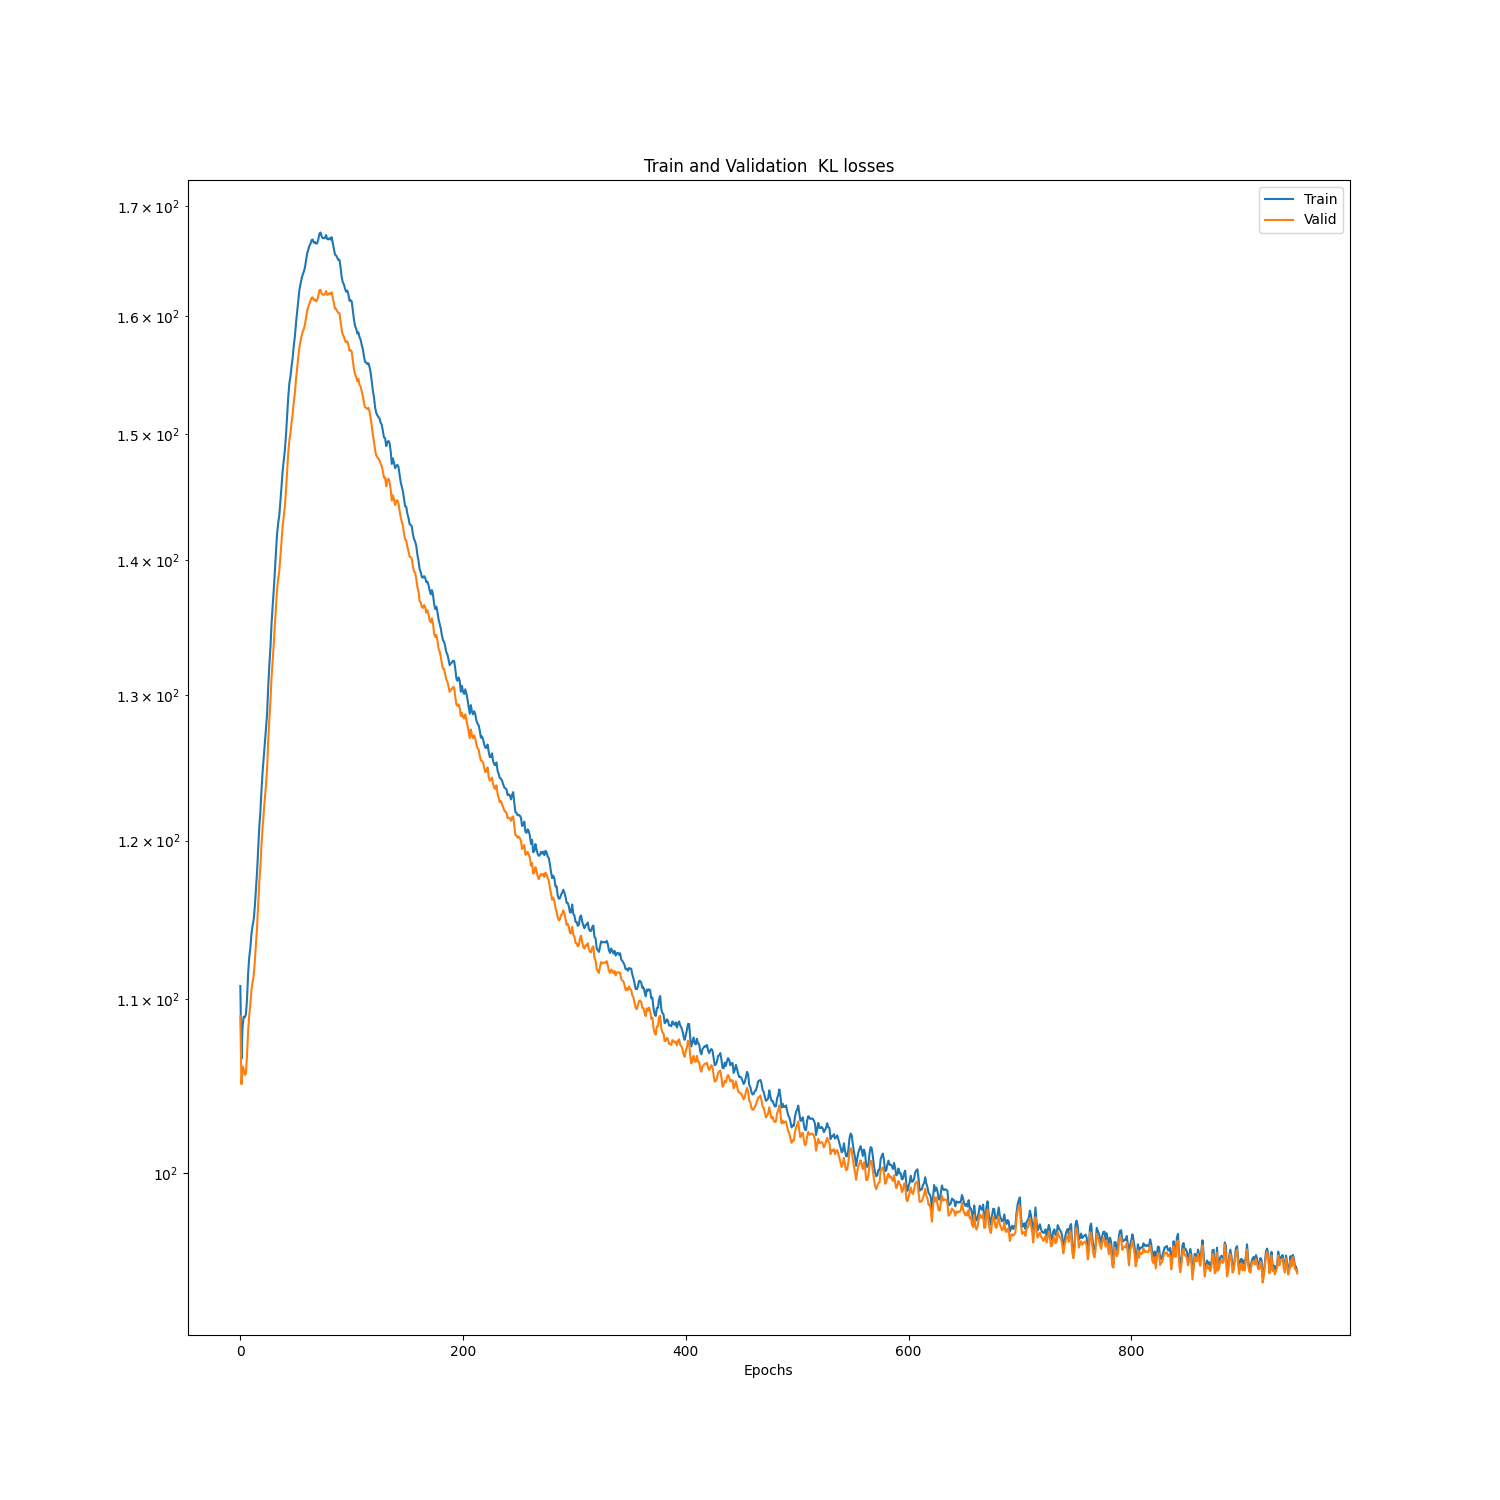 Train and Validation  KL losses
Train
Valid
1.7 × 10²
1.6 × 10²
1.5 × 10²
1.4 × 10²
1.3 × 10²
1.2 × 10²
1.1 × 10²
10²
0 200 400 600 800
Epochs